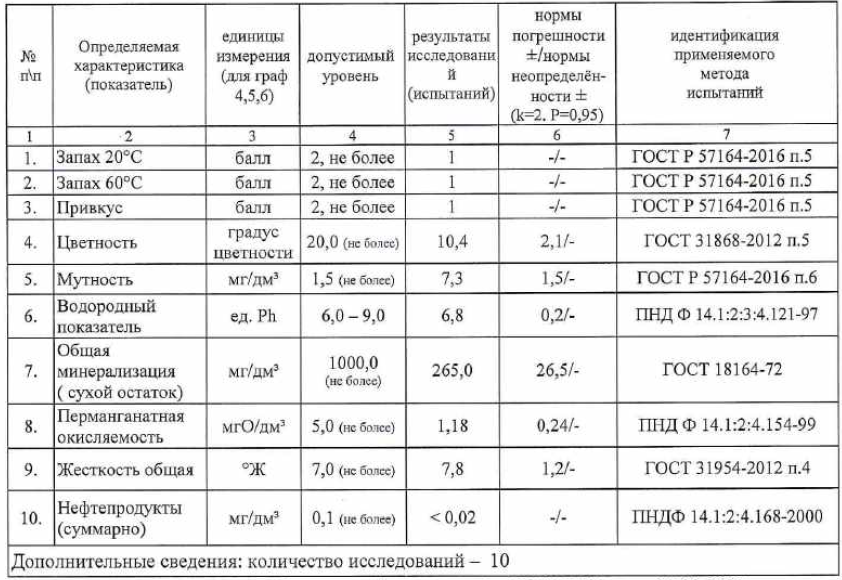 № п\п | Определяемая характеристика (показатель) | единицы измерения (для граф 4,5,6) | допустимый уровень | результаты исследовани й (испытаний) | нормы погрешности ±/нормы неопределён- ности ± (k=2. P=0,95) | идентификация применяемого метода испытаний
1 | 2 | 3 | 4 | 5 | 6 | 7
1. | Запах 20°С | балл | 2, не более | 1 | -/- | ГОСТ Р 57164-2016 п.5
2. | Запах 60°С | балл | 2, не более | 1 | -/- | ГОСТ Р 57164-2016 п.5
3. | Привкус | балл | 2, не более | 1 | -/- | ГОСТ Р 57164-2016 п.5
4. | Цветность | градус цветности | 20,0 (не более) | 10,4 | 2,1/- | ГОСТ 31868-2012 п.5
5. | Мутность | мг/дм³ | 1,5 (не более) | 7,3 | 1,5/- | ГОСТ Р 57164-2016 п.6
6. | Водородный показатель | ед. Ph | 6,0 – 9,0 | 6,8 | 0,2/- | ПНД Ф 14.1:2:3:4.121-97
7. | Общая минерализация ( сухой остаток) | мг/дм³ | 1000,0 (не более) | 265,0 | 26,5/- | ГОСТ 18164-72
8. | Перманганатная окисляемость | мгО/дм³ | 5,0 (не более) | 1,18 | 0,24/- | ПНД Ф 14.1:2:4.154-99
9. | Жесткость общая | °Ж | 7,0 (не более) | 7,8 | 1,2/- | ГОСТ 31954-2012 п.4
10. | Нефтепродукты (суммарно) | мг/дм³ | 0,1 (не более) | < 0,02 | -/- | ПНДФ 14.1:2:4.168-2000
Дополнительные сведения: количество исследований – 10